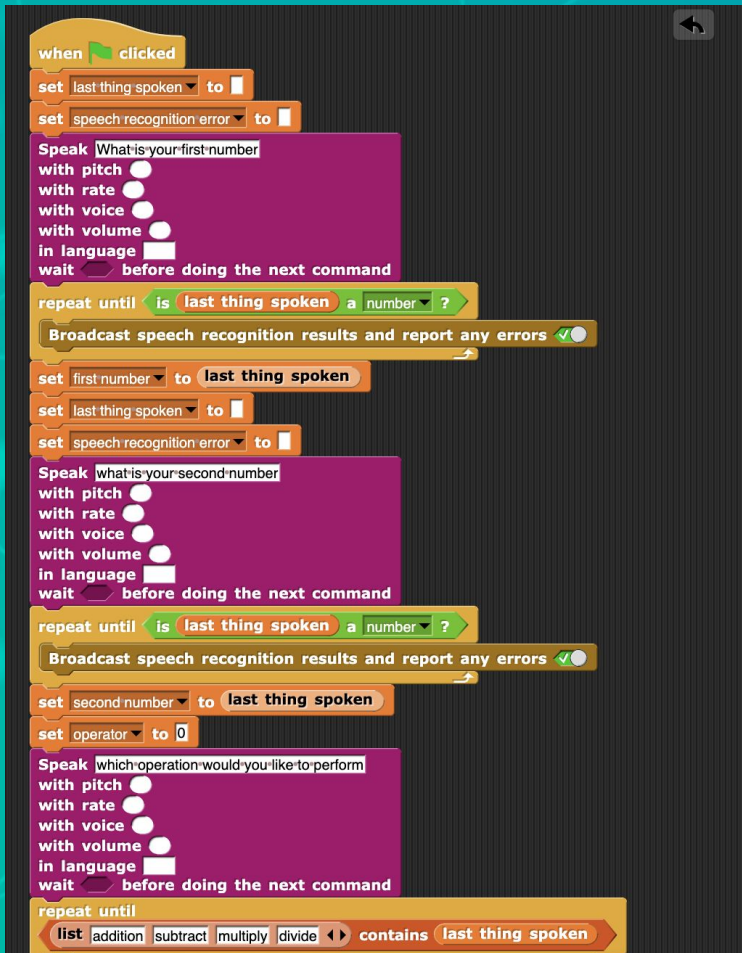 when clicked
set last thing spoken to
set speech recognition error to
Speak What is your first number
with pitch
with rate
with voice
with volume
in language
wait before doing the next command
repeat until is last thing spoken a number ?
Broadcast speech recognition results and report any errors
set first number to last thing spoken
set last thing spoken to
set speech recognition error to
Speak what is your second number
with pitch
with rate
with voice
with volume
in language
wait before doing the next command
repeat until is last thing spoken a number ?
Broadcast speech recognition results and report any errors
set second number to last thing spoken
set operator to 0
Speak which operation would you like to perform
with pitch
with rate
with voice
with volume
in language
wait before doing the next command
repeat until
list addition subtract multiply divide contains last thing spoken